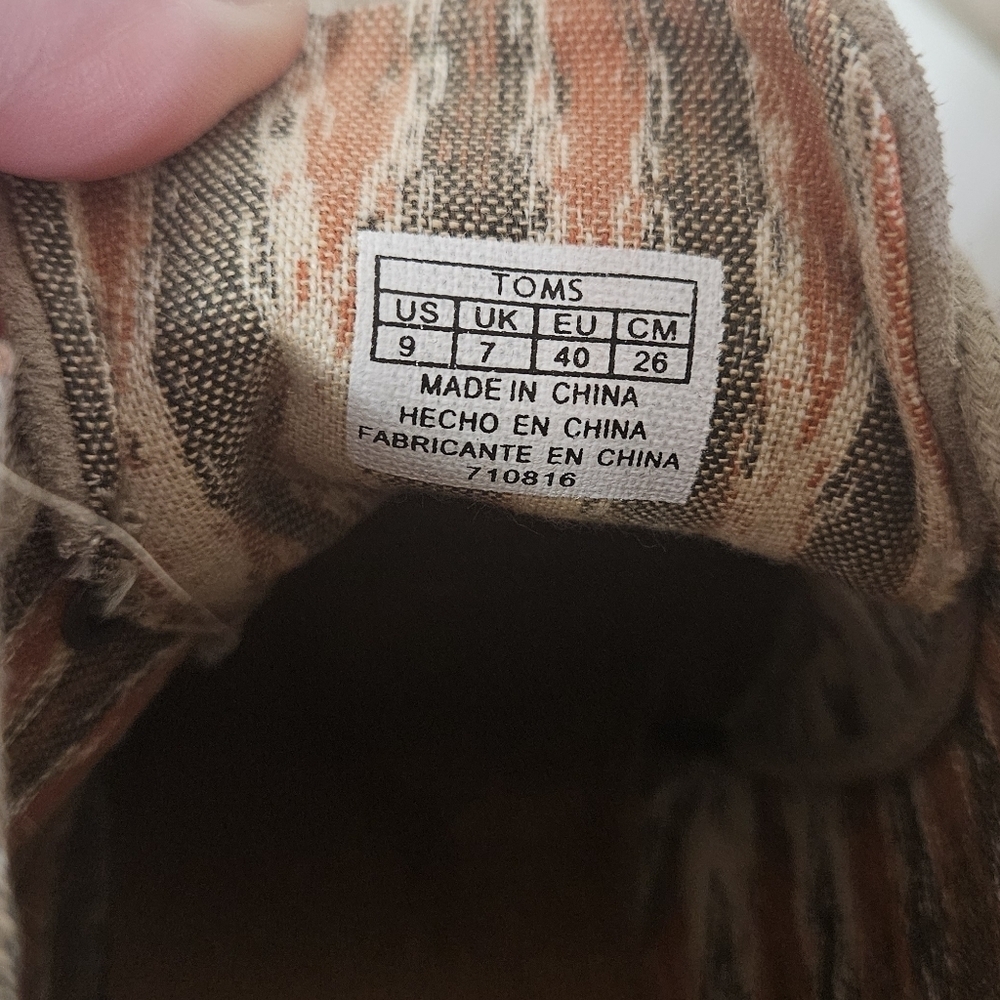 TOMS
US UK EU CM
9 7 40 26
MADE IN CHINA
HECHO EN CHINA
FABRICANTE EN CHINA
710816